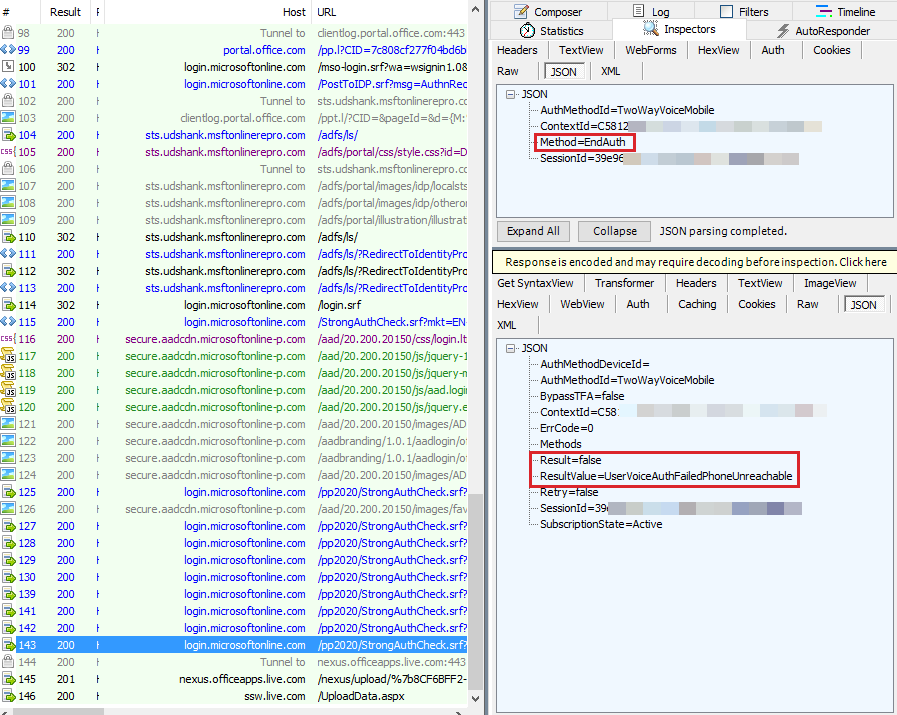 # Result F Host URL
98 200 H Tunnel to clientlog.portal.office.com:443
99 200 H portal.office.com /pp.l?CID=7c808cf277f04bd6b
100 302 H login.microsoftonline.com /mso-login.srf?wa=wsignin1.0&
101 200 H login.microsoftonline.com /PostToIDP.srf?msg=AuthnReq
102 200 H Tunnel to sts.udshank.msftonlinerepro.com
103 200 H clientlog.portal.office.com /ppt.l?CID=&pageId=&d={M:
104 200 H sts.udshank.msftonlinerepro.com /adfs/ls/
105 200 H sts.udshank.msftonlinerepro.com /adfs/portal/css/style.css?id=D
106 200 H Tunnel to sts.udshank.msftonlinerepro.com
107 200 H sts.udshank.msftonlinerepro.com /adfs/portal/images/idp/localsts
108 200 H sts.udshank.msftonlinerepro.com /adfs/portal/images/idp/otheror
109 200 H sts.udshank.msftonlinerepro.com /adfs/portal/illustration/illustrat
110 302 H sts.udshank.msftonlinerepro.com /adfs/ls/
111 200 H sts.udshank.msftonlinerepro.com /adfs/ls/?RedirectToIdentityPro
112 302 H sts.udshank.msftonlinerepro.com /adfs/ls/?RedirectToIdentityPro
113 200 H sts.udshank.msftonlinerepro.com /adfs/ls/?RedirectToIdentityPro
114 302 H login.microsoftonline.com /login.srf
115 200 H login.microsoftonline.com /StrongAuthCheck.srf?mkt=EN
116 200 H secure.aadcdn.microsoftonline-p.com /aad/20.200.20150/css/login.lt
117 200 H secure.aadcdn.microsoftonline-p.com /aad/20.200.20150/js/jquery-1
118 200 H secure.aadcdn.microsoftonline-p.com /aad/20.200.20150/js/jquery-m
119 200 H secure.aadcdn.microsoftonline-p.com /aad/20.200.20150/js/aad.login
120 200 H secure.aadcdn.microsoftonline-p.com /aad/20.200.20150/js/jquery.e
121 200 H secure.aadcdn.microsoftonline-p.com /aad/20.200.20150/images/AD
122 200 H secure.aadcdn.microsoftonline-p.com /aadbranding/1.0.1/aadlogin/ot
123 200 H secure.aadcdn.microsoftonline-p.com /aadbranding/1.0.1/aadlogin/ot
124 200 H secure.aadcdn.microsoftonline-p.com /aad/20.200.20150/images/AD
125 200 H login.microsoftonline.com /pp2020/StrongAuthCheck.srf?
126 200 H secure.aadcdn.microsoftonline-p.com /aad/20.200.20150/images/fav
127 200 H login.microsoftonline.com /pp2020/StrongAuthCheck.srf?
128 200 H login.microsoftonline.com /pp2020/StrongAuthCheck.srf?
129 200 H login.microsoftonline.com /pp2020/StrongAuthCheck.srf?
130 200 H login.microsoftonline.com /pp2020/StrongAuthCheck.srf?
139 200 H login.microsoftonline.com /pp2020/StrongAuthCheck.srf?
141 200 H login.microsoftonline.com /pp2020/StrongAuthCheck.srf?
142 200 H login.microsoftonline.com /pp2020/StrongAuthCheck.srf?
143 200 H login.microsoftonline.com /pp2020/StrongAuthCheck.srf?
144 200 H Tunnel to nexus.officeapps.live.com:443
145 201 H nexus.officeapps.live.com /nexus/upload/%7b8CF6BFF2-
146 200 H ssw.live.com /UploadData.aspx
Composer Log Filters Timeline
Statistics Inspectors AutoResponder
Headers TextView WebForms HexView Auth Cookies
Raw JSON XML
JSON
AuthMethodId=TwoWayVoiceMobile
ContextId=C5812
Method=EndAuth
SessionId=39e96
Expand All Collapse JSON parsing completed.
Response is encoded and may require decoding before inspection. Click here
Get SyntaxView Transformer Headers TextView ImageView
HexView WebView Auth Caching Cookies Raw JSON
XML
JSON
AuthMethodDeviceId=
AuthMethodId=TwoWayVoiceMobile
BypassTFA=false
ContextId=C581
ErrCode=0
Methods
Result=false
ResultValue=UserVoiceAuthFailedPhoneUnreachable
Retry=false
SessionId=39
SubscriptionState=Active